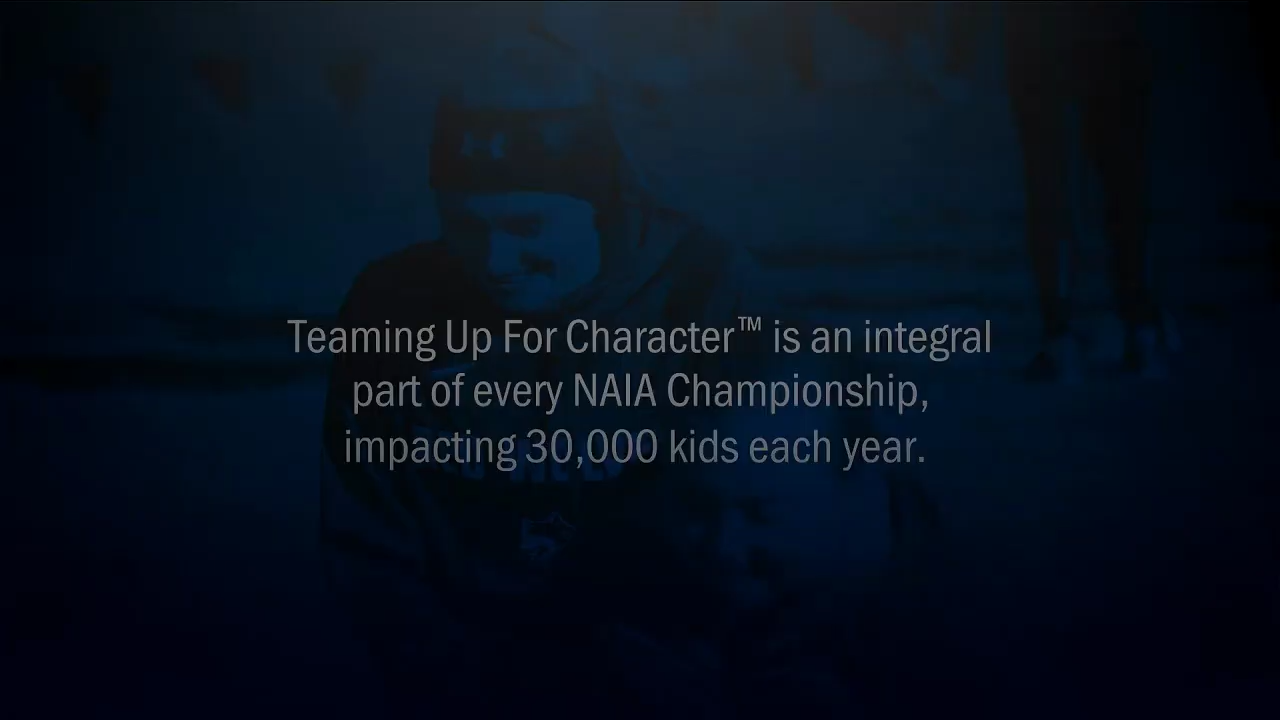 Teaming Up For Character™ is an integral
part of every NAIA Championship,
impacting 30,000 kids each year.